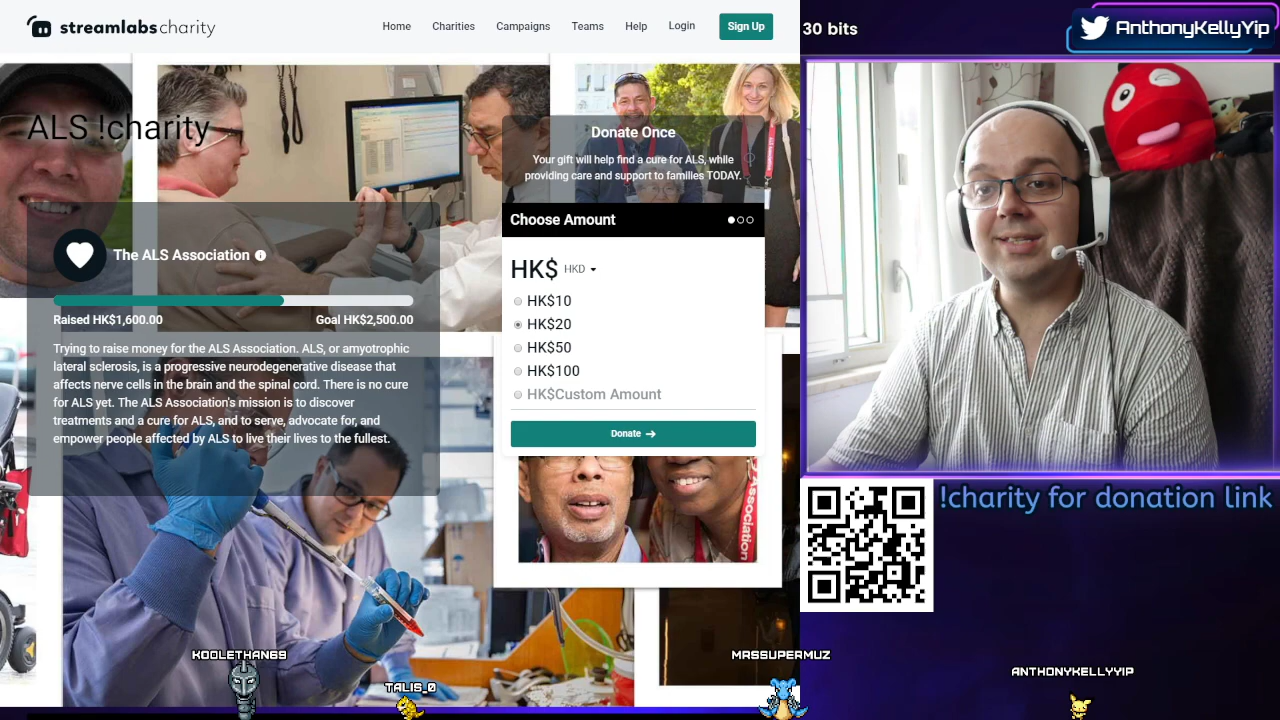 streamlabs charity
Home
Charities
Campaigns
Teams
Help
Login
Sign Up
ALS !charity
The ALS Association
Raised HK$1,600.00
Goal HK$2,500.00
Trying to raise money for the ALS Association. ALS, or amyotrophic
lateral sclerosis, is a progressive neurodegenerative disease that
affects nerve cells in the brain and the spinal cord. There is no cure
for ALS yet. The ALS Association's mission is to discover
treatments and a cure for ALS, and to serve, advocate for, and
empower people affected by ALS to live their lives to the fullest.
Donate Once
Your gift will help find a cure for ALS, while
providing care and support to families TODAY.
Choose Amount
HK$ HKD
HK$10
HK$20
HK$50
HK$100
HK$Custom Amount
Donate
Association
30 bits
AnthonyKellyYip
!charity for donation link
KOOLETHAN69
TALIS_0
MRSSUPERMUZ
ANTHONYKELLYYIP